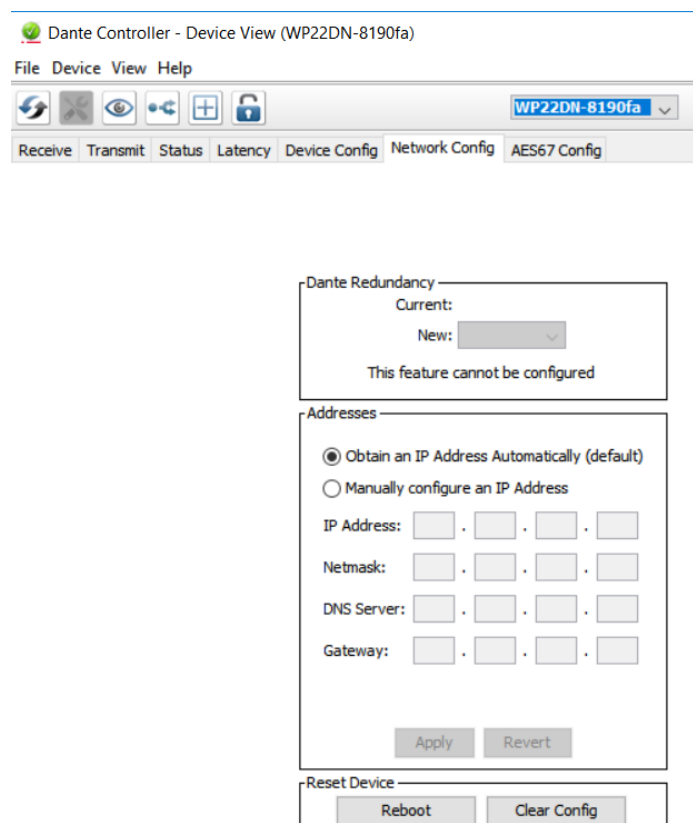 Dante Controller - Device View (WP22DN-8190fa)
File Device View Help
WP22DN-8190fa
Receive Transmit Status Latency Device Config Network Config AES67 Config
Dante Redundancy
Current:
New:
This feature cannot be configured
Addresses
Obtain an IP Address Automatically (default)
Manually configure an IP Address
IP Address: . . .
Netmask: . . .
DNS Server: . . .
Gateway: . . .
Apply Revert
Reset Device
Reboot Clear Config